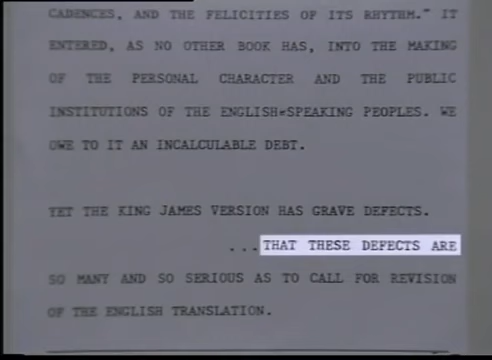 CADENCES, AND THE FELICITIES OF ITS RHYTHM." IT
ENTERED, AS NO OTHER BOOK HAS, INTO THE MAKING
OF THE PERSONAL CHARACTER AND THE PUBLIC
INSTITUTIONS OF THE ENGLISH=SPEAKING PEOPLES. WE
OWE TO IT AN INCALCULABLE DEBT.
YET THE KING JAMES VERSION HAS GRAVE DEFECTS.
...THAT THESE DEFECTS ARE
SO MANY AND SO SERIOUS AS TO CALL FOR REVISION
OF THE ENGLISH TRANSLATION.